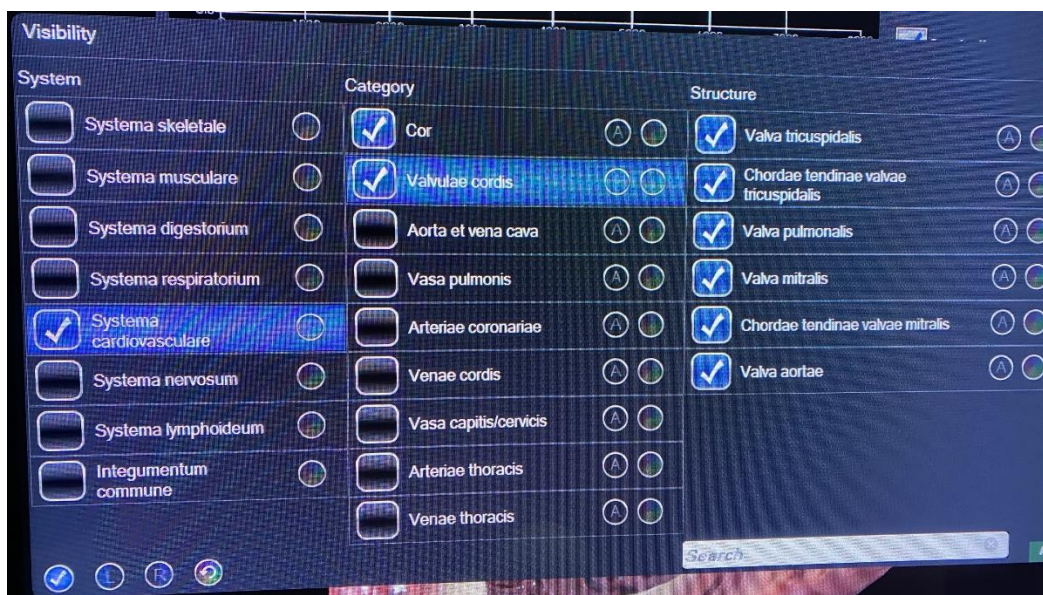 Visibility
System
Systema skeletale
Systema musculare
Systema digestorium
Systema respiratorium
Systema
cardiovasculare
Systema nervosum
Systema lymphoideum
Integumentum
commune
L
R
Category
Cor
A
Valvulae cordis
Aorta et vena cava
A
Vasa pulmonis
A
Arteriae coronariae
A
Venae cordis
A
Vasa capitis/cervicis
A
Arteriae thoracis
A
Venae thoracis
A
Structure
Valva tricuspidalis
A
Chordae tendinae valvae
tricuspidalis
A
Valva pulmonalis
A
Valva mitralis
A
Chordae tendinae valvae mitralis
A
Valva aortae
A
Search